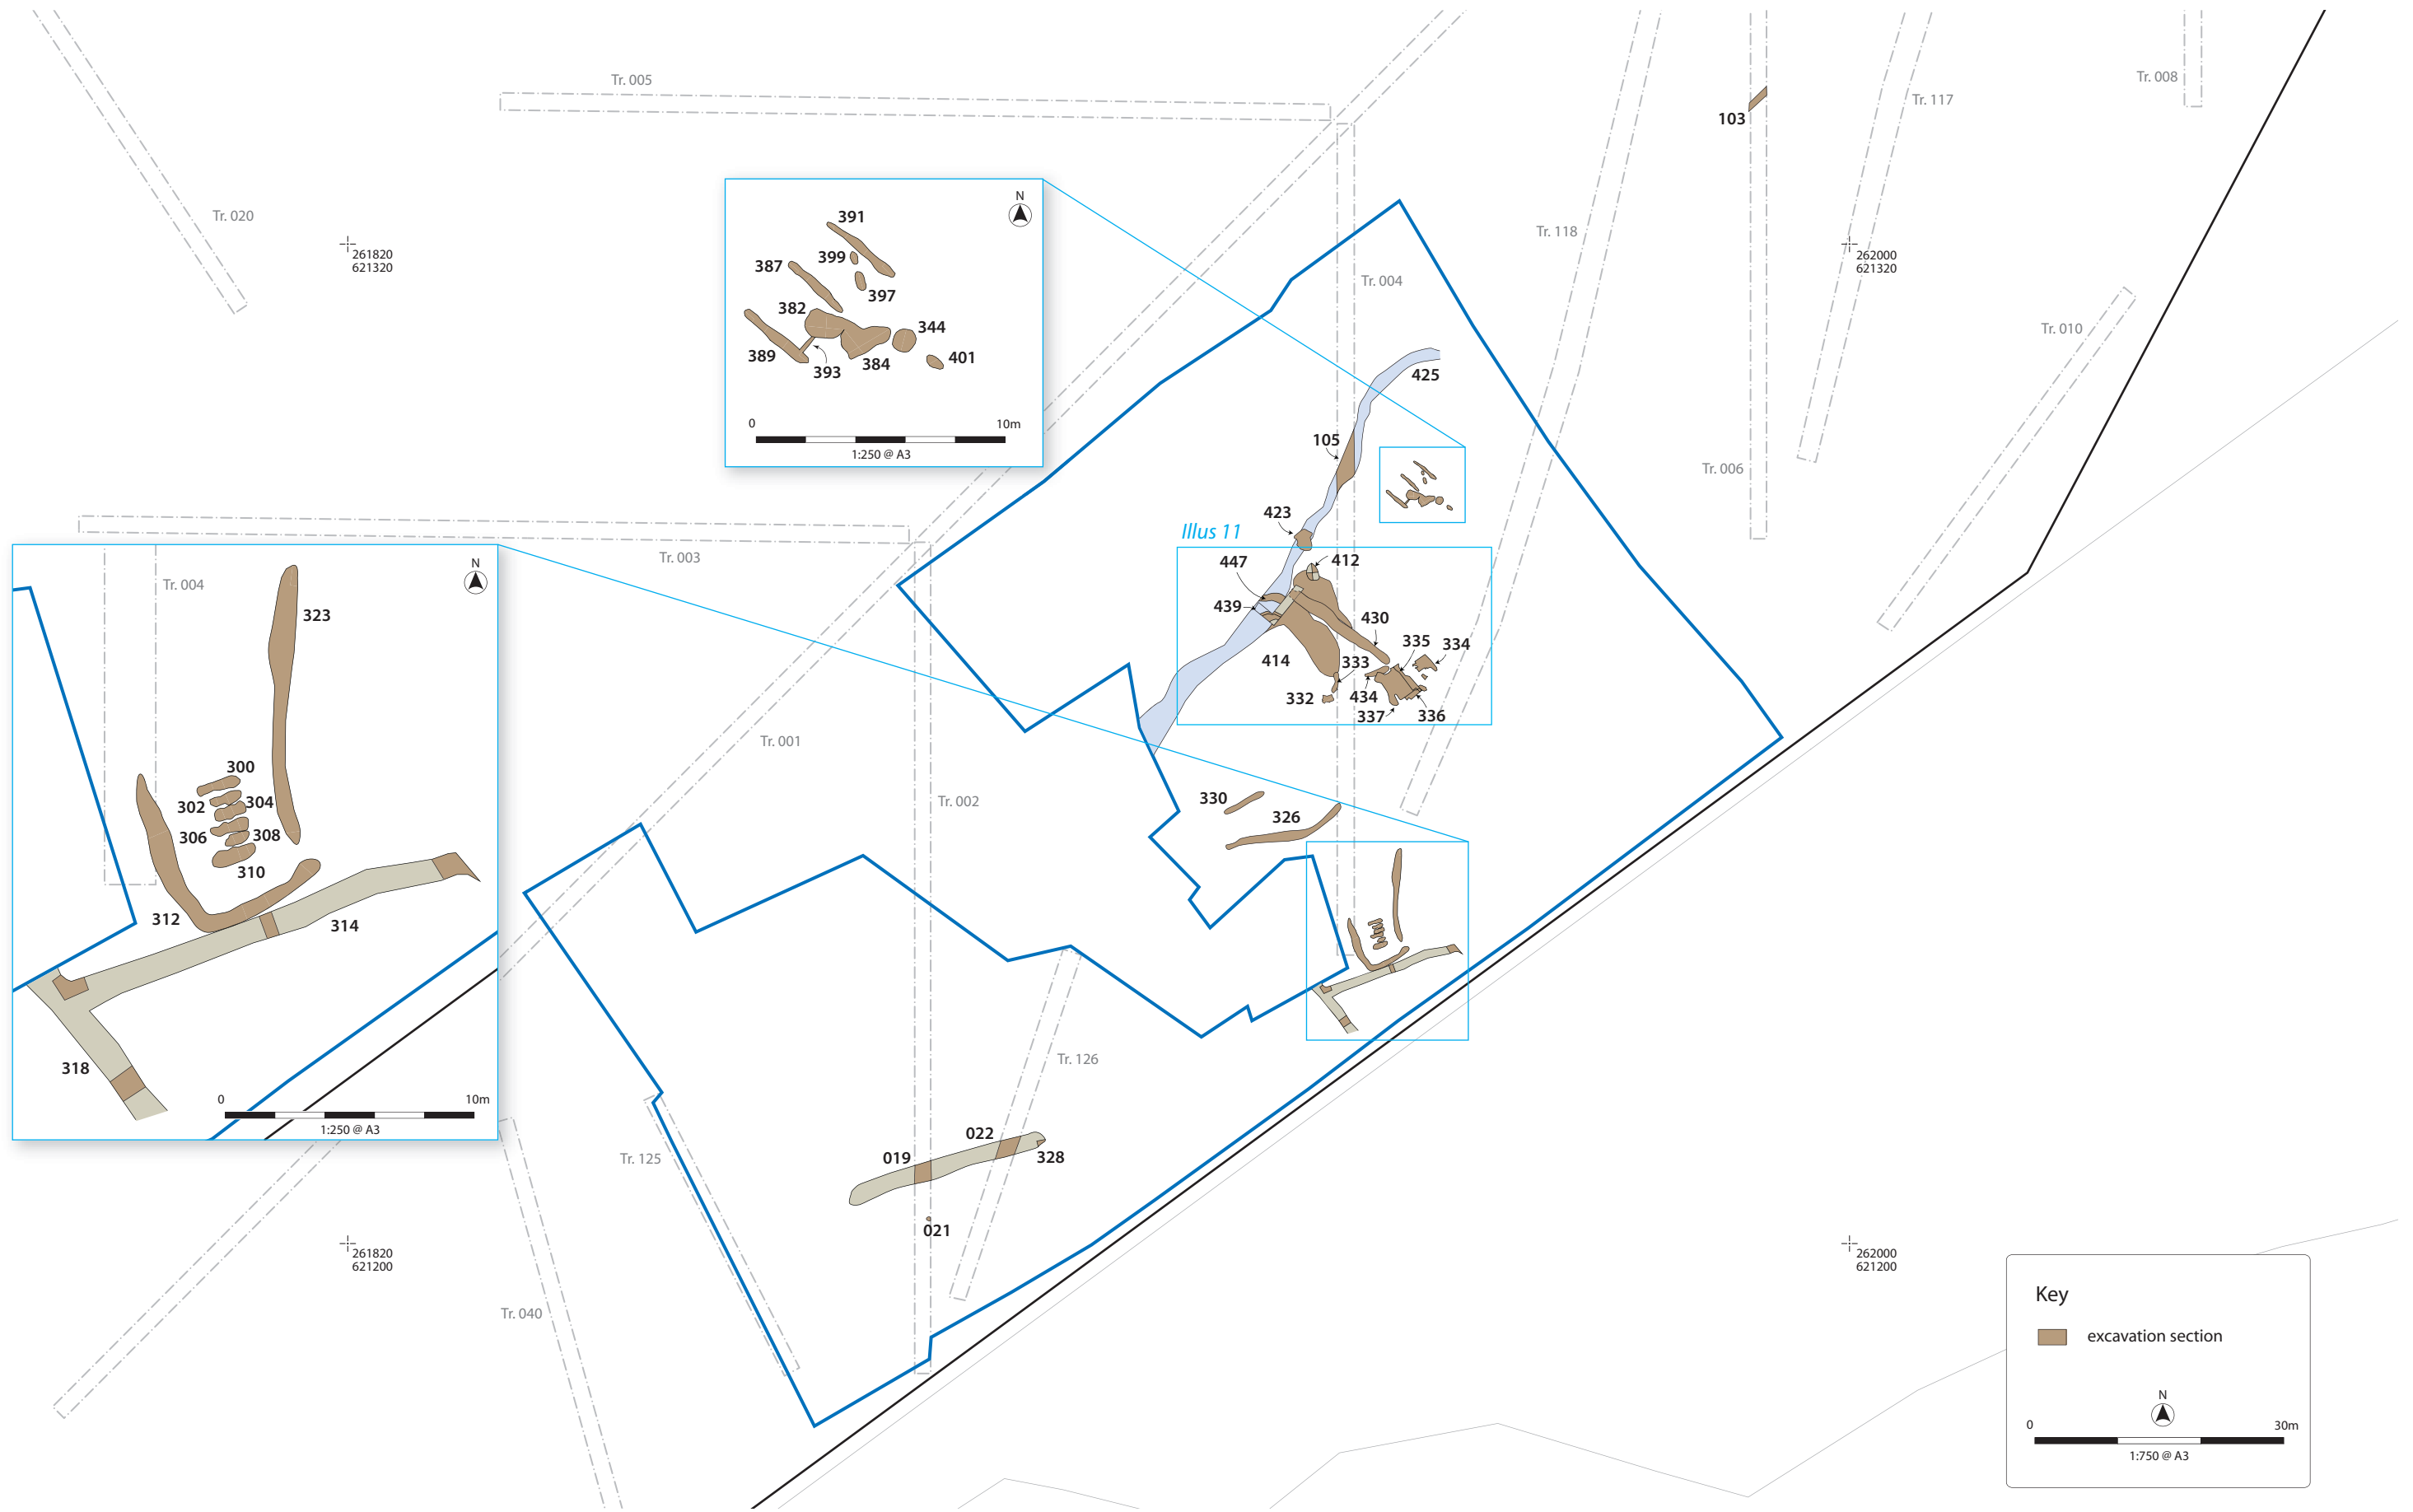 Tr. 005
Tr. 008
Tr. 117
103
Tr. 020
N
391
399
387
397
382
344
389
384
401
393
0
10m
1:250 @ A3
261820
621320
Tr. 118
262000
621320
Tr. 004
Tr. 010
425
105
Tr. 006
423
Illus 11
447
412
439
430
335
334
414
333
332
434
337
336
Tr. 003
N
Tr. 004
323
300
302
304
306
308
310
312
314
318
0
10m
1:250 @ A3
Tr. 001
Tr. 002
330
326
Tr. 126
Tr. 125
022
019
328
021
261820
621200
262000
621200
Tr. 040
Key
excavation section
N
0
30m
1:750 @ A3